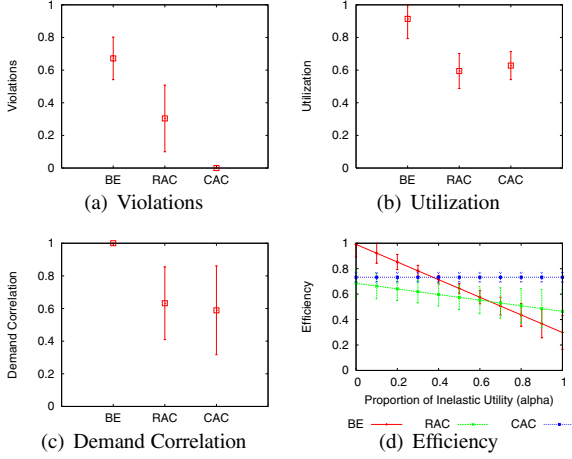 1
0.8
0.6
0.4
0.2
0
Violations
BE RAC CAC
(a) Violations
1
0.8
0.6
0.4
0.2
0
Utilization
BE RAC CAC
(b) Utilization
1
0.8
0.6
0.4
0.2
0
Demand Correlation
BE RAC CAC
(c) Demand Correlation
1
0.8
0.6
0.4
0.2
0
Efficiency
0 0.2 0.4 0.6 0.8 1
Proportion of Inelastic Utility (alpha)
BE RAC CAC
(d) Efficiency